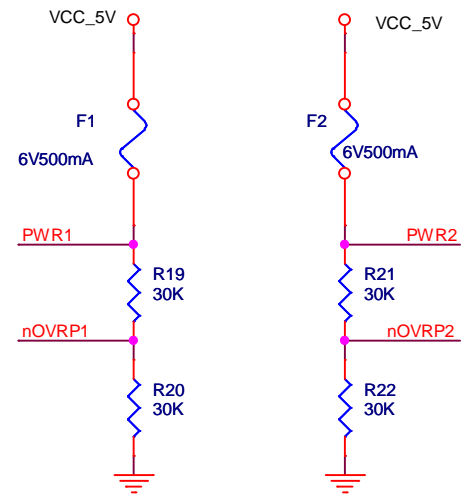 VCC_5V
VCC_5V
F1
F2
6V500mA
6V500mA
PWR1
PWR2
R19
30K
R21
30K
nOVRP1
nOVRP2
R20
30K
R22
30K